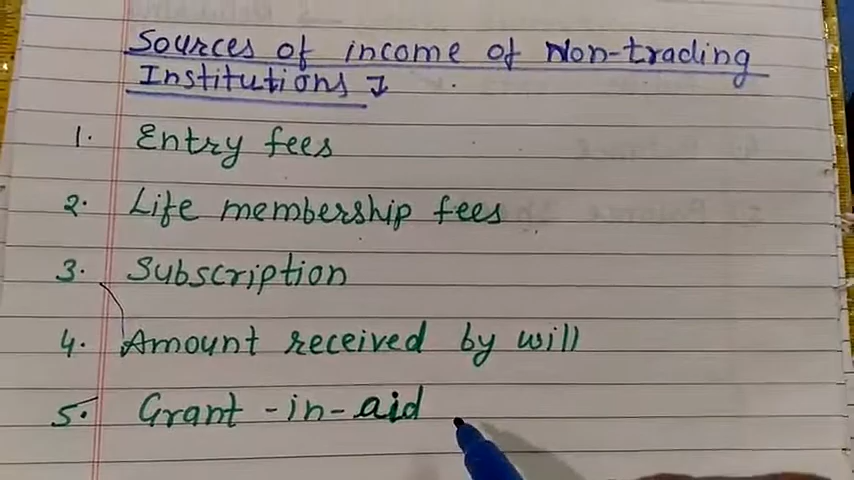 Sources of income of Non-trading
Institutions :
1. Entry fees
2. Life membership fees
3. Subscription
4. Amount received by will
5. Grant-in-aid